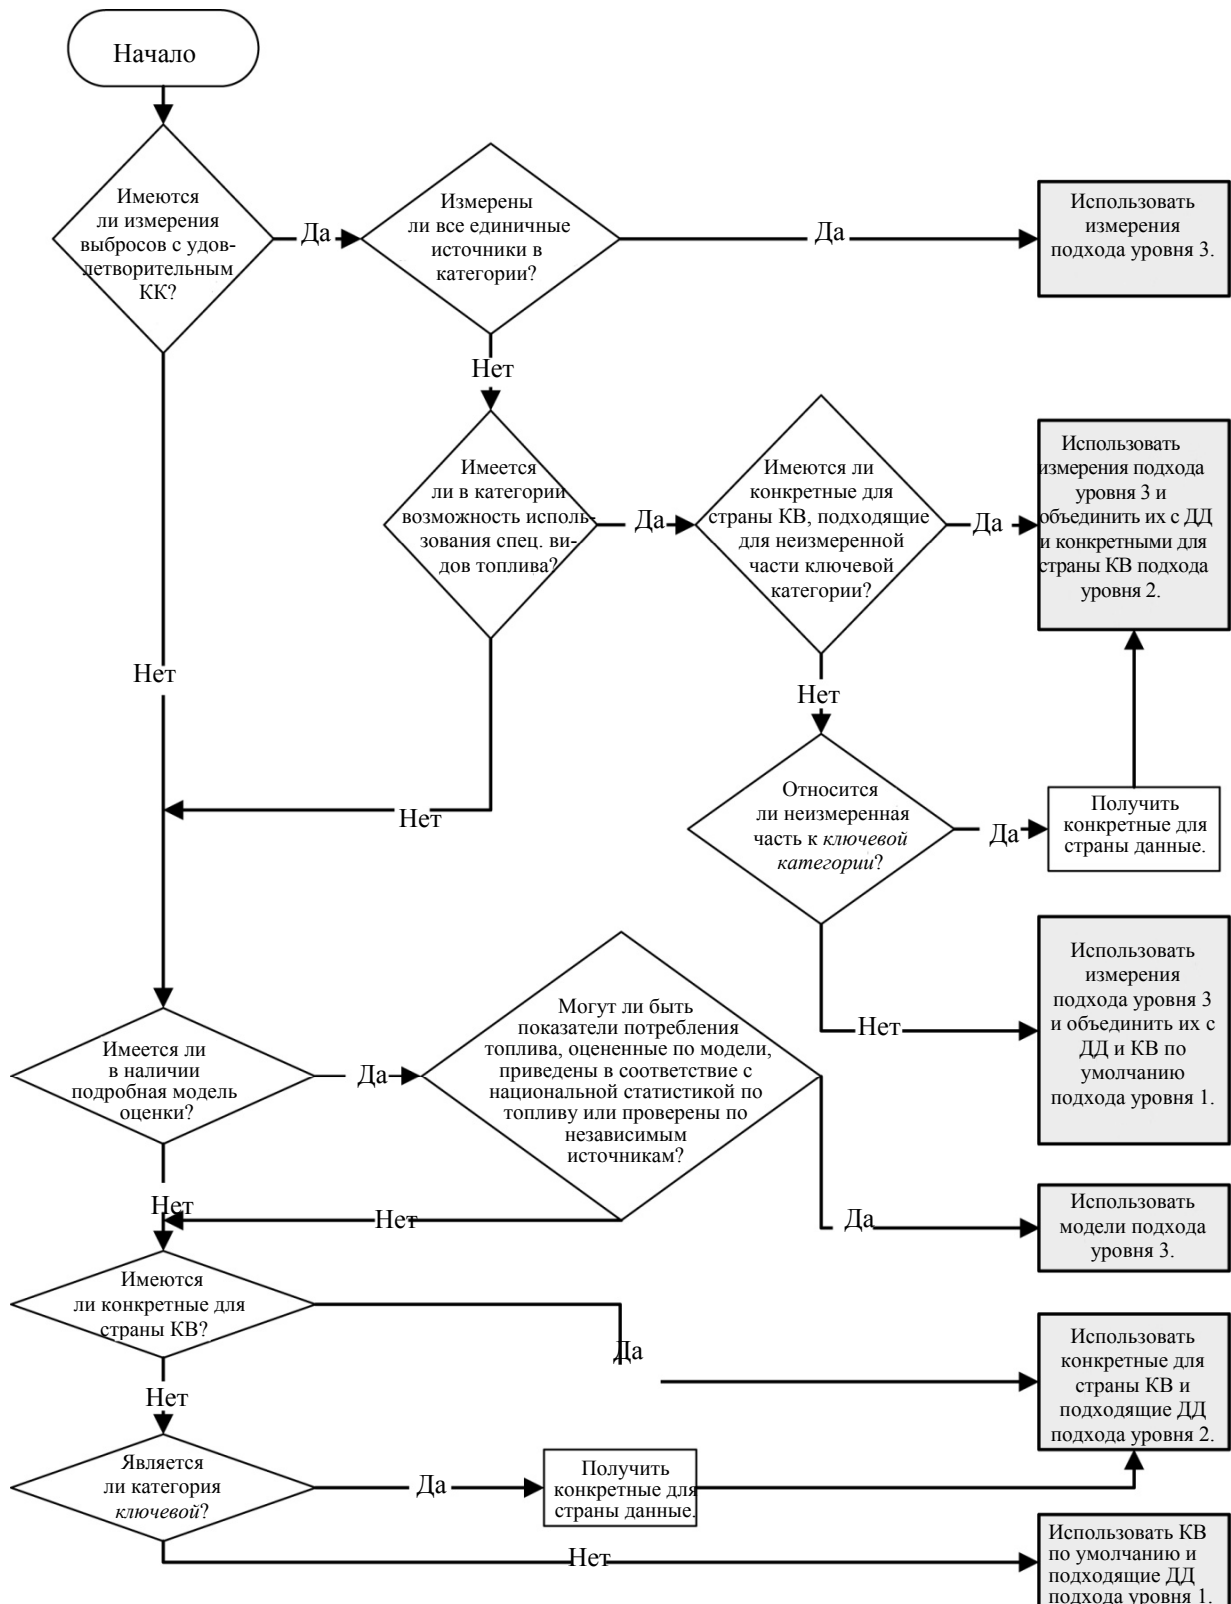 Начало
Имеются
ли измерения
выбросов с удов-
летворительным
КК?
Да
Измерены
ли все единичные
источники в
категории?
Да
Использовать
измерения
подхода уровня 3.
Нет
Имеется
ли в категории
возможность исполь-
зования спец. ви-
дов топлива?
Да
Имеются ли
конкретные для
страны КВ, подходящие
для неизмеренной
части ключевой
категории?
Да
Использовать
измерения подхода
уровня 3 и
объединить их с ДД
и конкретными для
страны КВ подхода
уровня 2.
Нет
Нет
Относится
ли неизмеренная
часть к ключевой
категории?
Да
Получить
конкретные для
страны данные.
Нет
Нет
Использовать
измерения
подхода уровня 3
и объединить их с
ДД и КВ по
умолчанию
подхода уровня 1.
Имеется ли
в наличии
подробная модель
оценки?
Да
Могут ли быть
показатели потребления
топлива, оцененные по модели,
приведены в соответствие с
национальной статистикой по
топливу или проверены по
независимым
источникам?
Да
Использовать
модели подхода
уровня 3.
Нет
Нет
Имеются
ли конкретные для
страны КВ?
Да
Использовать
конкретные для
страны КВ и
подходящие ДД
подхода уровня 2.
Нет
Является
ли категория
ключевой?
Да
Получить
конкретные для
страны данные.
Нет
Использовать КВ
по умолчанию и
подходящие ДД
подхода уровня 1.